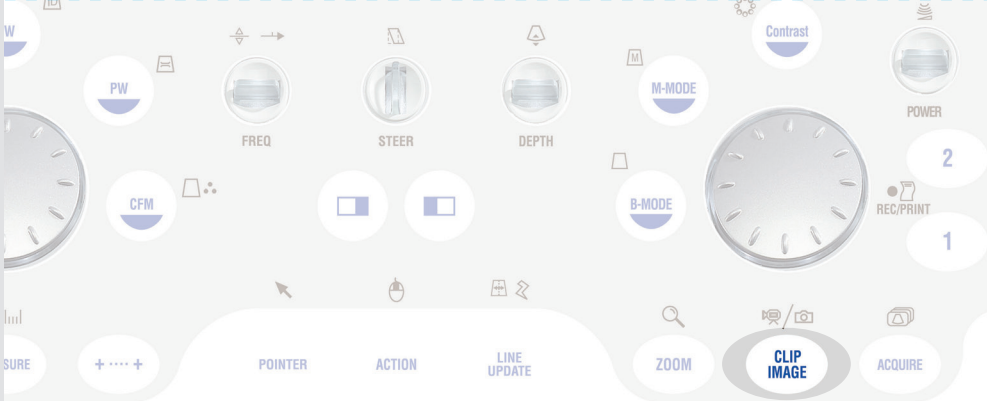 W
Contrast
PW
M
M-MODE
FREQ
STEER
DEPTH
POWER
2
CFM
B-MODE
REC/PRINT
1
SURE
+ ···· +
POINTER
ACTION
LINE
UPDATE
ZOOM
CLIP
IMAGE
ACQUIRE